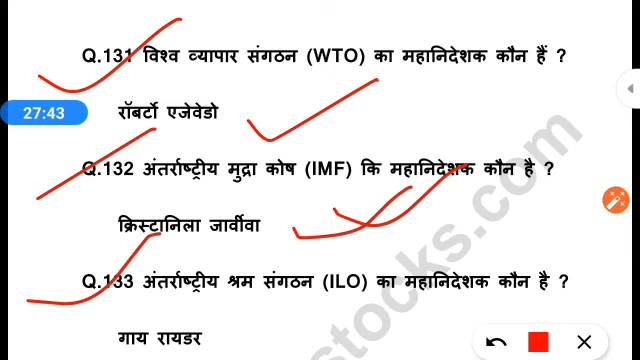 Q.131 विश्व व्यापार संगठन (WTO) का महानिदेशक कौन हैं ?
27:43
रॉबर्टो एजेवेडो
Q.132 अंतर्राष्ट्रीय मुद्रा कोष (IMF) कि महानिदेशक कौन है ?
क्रिस्टानिला जार्वीवा
Q.133 अंतर्राष्ट्रीय श्रम संगठन (ILO) का महानिदेशक कौन है ?
गाय रायडर